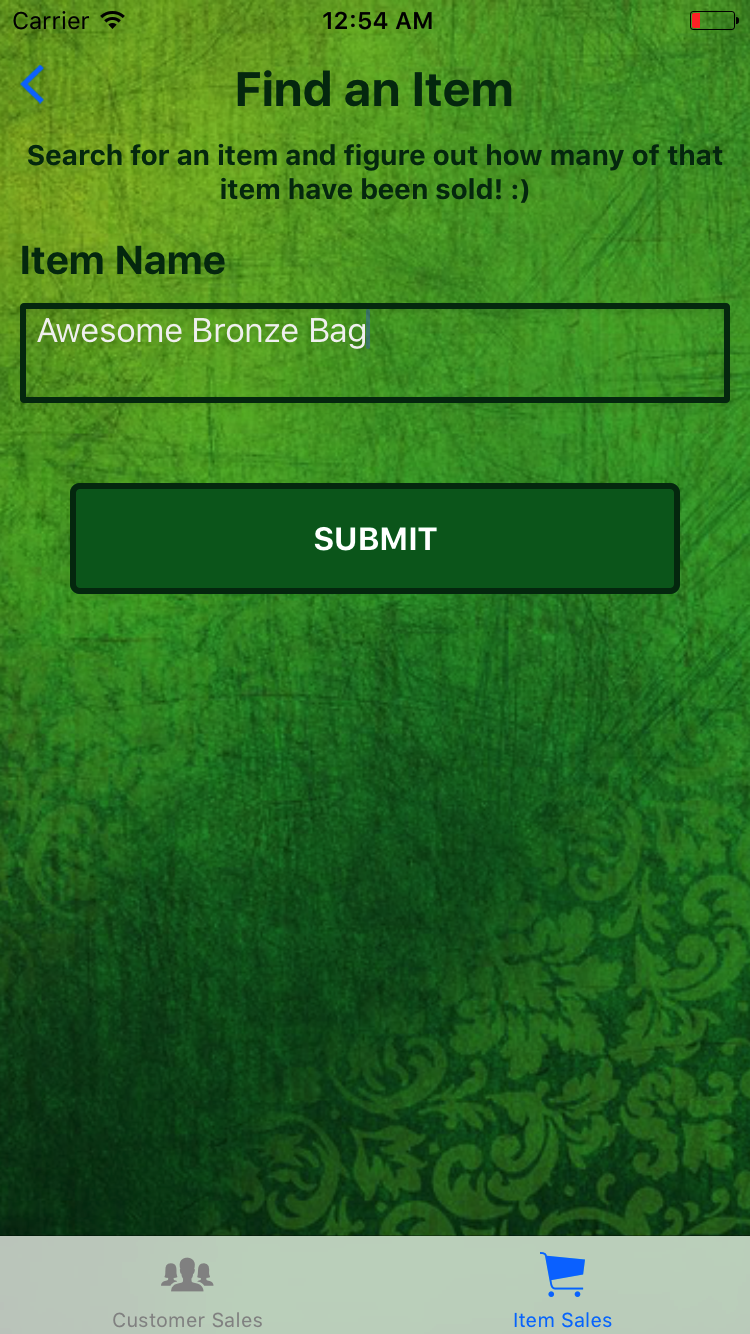 Carrier 12:54 AM
Find an Item
Search for an item and figure out how many of that
item have been sold! :)
Item Name
Awesome Bronze Bag
SUBMIT
Customer Sales Item Sales